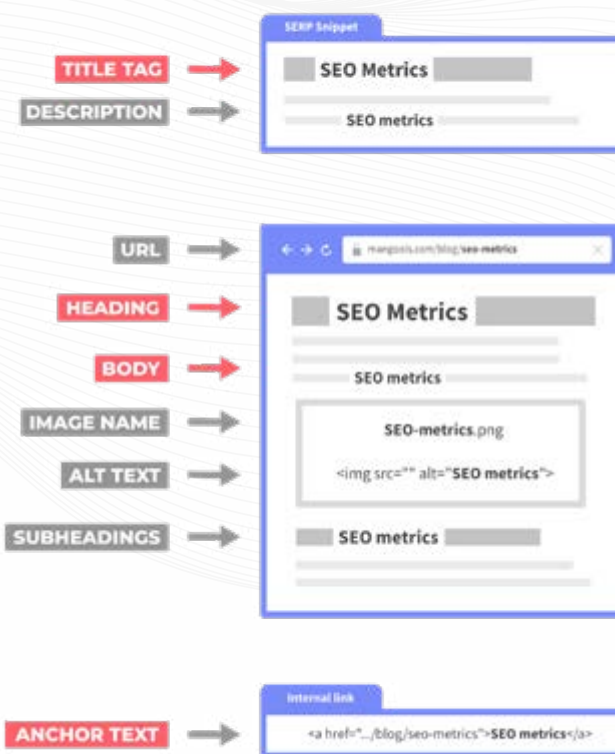 SERP Snippet
TITLE TAG SEO Metrics
DESCRIPTION SEO metrics
URL mangools.com/blog/seo-metrics
HEADING SEO Metrics
BODY SEO metrics
IMAGE NAME SEO-metrics.png
ALT TEXT <img src="" alt="SEO metrics">
SUBHEADINGS SEO metrics
Internal link
ANCHOR TEXT <a href=".../blog/seo-metrics">SEO metrics</a>